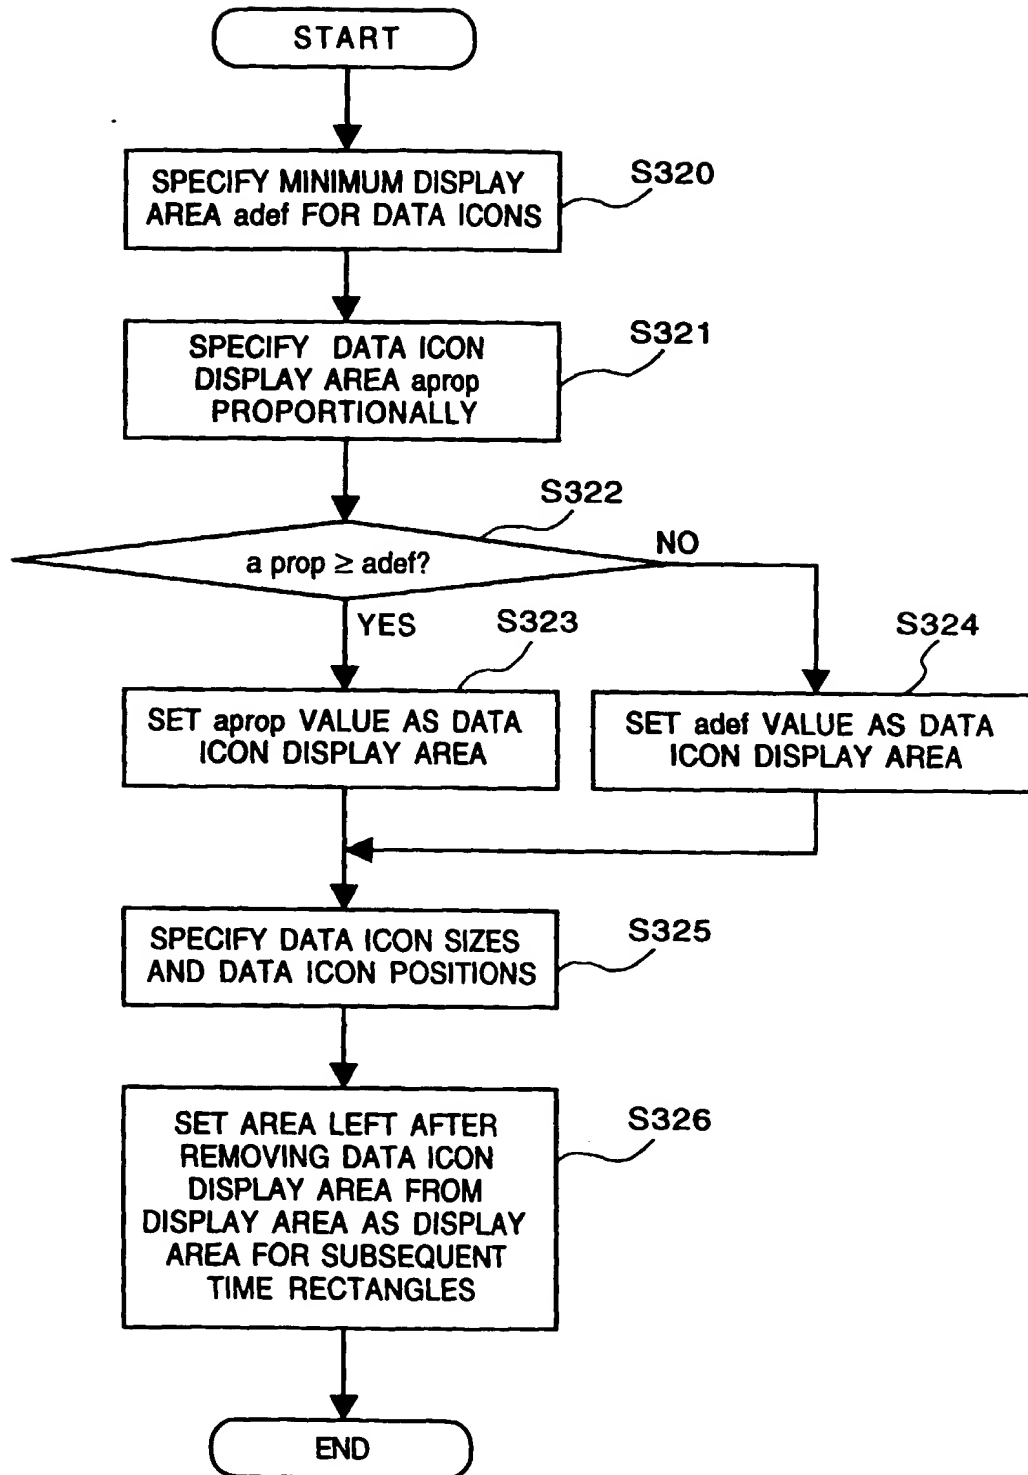 START
SPECIFY MINIMUM DISPLAY
AREA adef FOR DATA ICONS
S320
SPECIFY DATA ICON
DISPLAY AREA aprop
PROPORTIONALLY
S321
S322
a prop ≥ adef?
NO
YES
S323
S324
SET aprop VALUE AS DATA
ICON DISPLAY AREA
SET adef VALUE AS DATA
ICON DISPLAY AREA
SPECIFY DATA ICON SIZES
AND DATA ICON POSITIONS
S325
SET AREA LEFT AFTER
REMOVING DATA ICON
DISPLAY AREA FROM
DISPLAY AREA AS DISPLAY
AREA FOR SUBSEQUENT
TIME RECTANGLES
S326
END